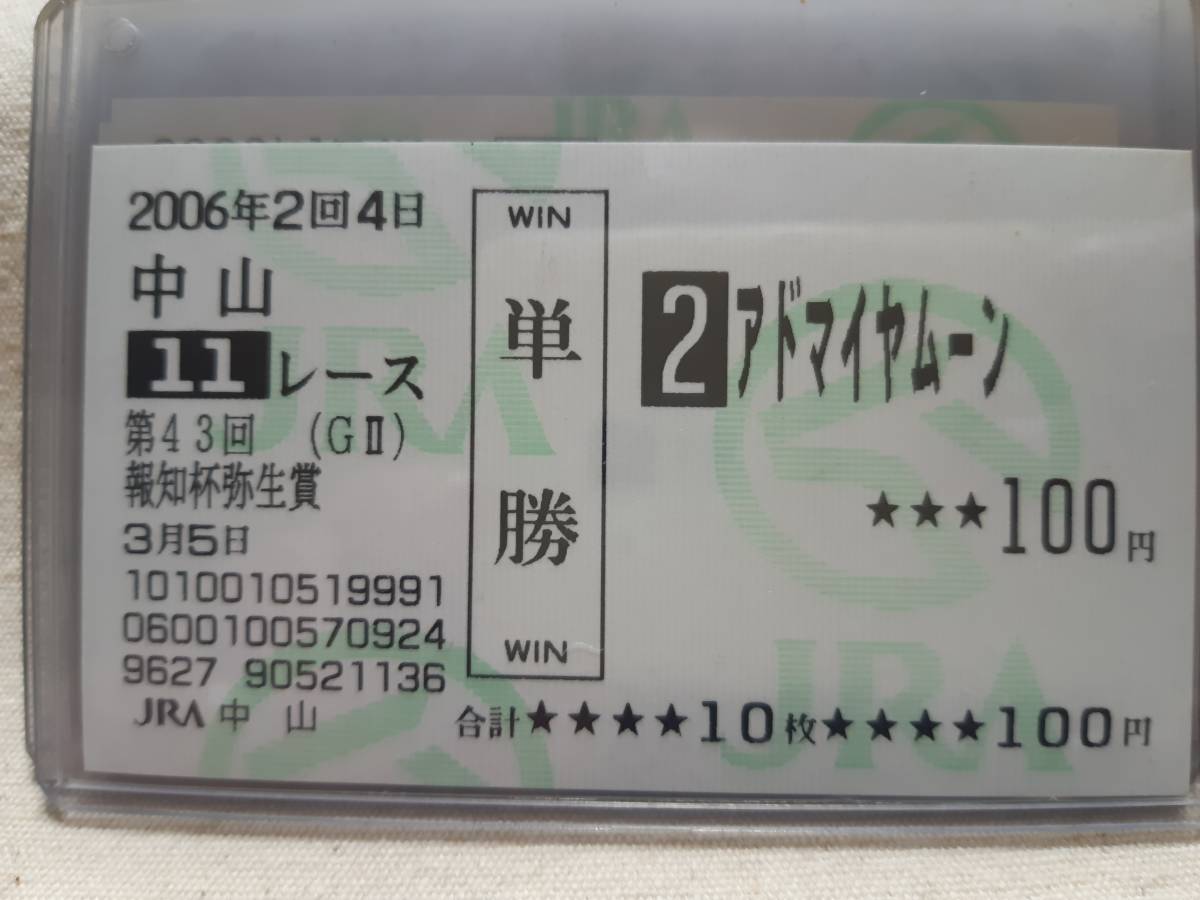 2006年2回4日
中山
11レース
第43回 (GⅡ)
報知杯弥生賞
3月5日
1010010519991
0600100570924
9627 90521136
JRA 中 山
WIN
単勝
WIN
2アドマイヤムーン
★★★100円
合計★★★★10枚★★★★100円
JRA
JRA
JRA